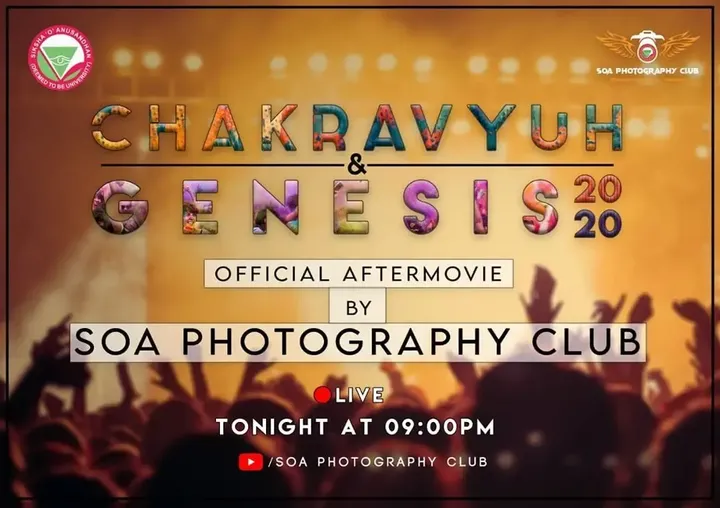 SIKSHA 'O' ANUSANDHAN
(DEEMED TO BE UNIVERSITY)
SOA PHOTOGRAPHY CLUB
CHAKRAVYUH
&
GENESIS 2020
OFFICIAL AFTERMOVIE
BY
SOA PHOTOGRAPHY CLUB
LIVE
TONIGHT AT 09:00PM
/SOA PHOTOGRAPHY CLUB